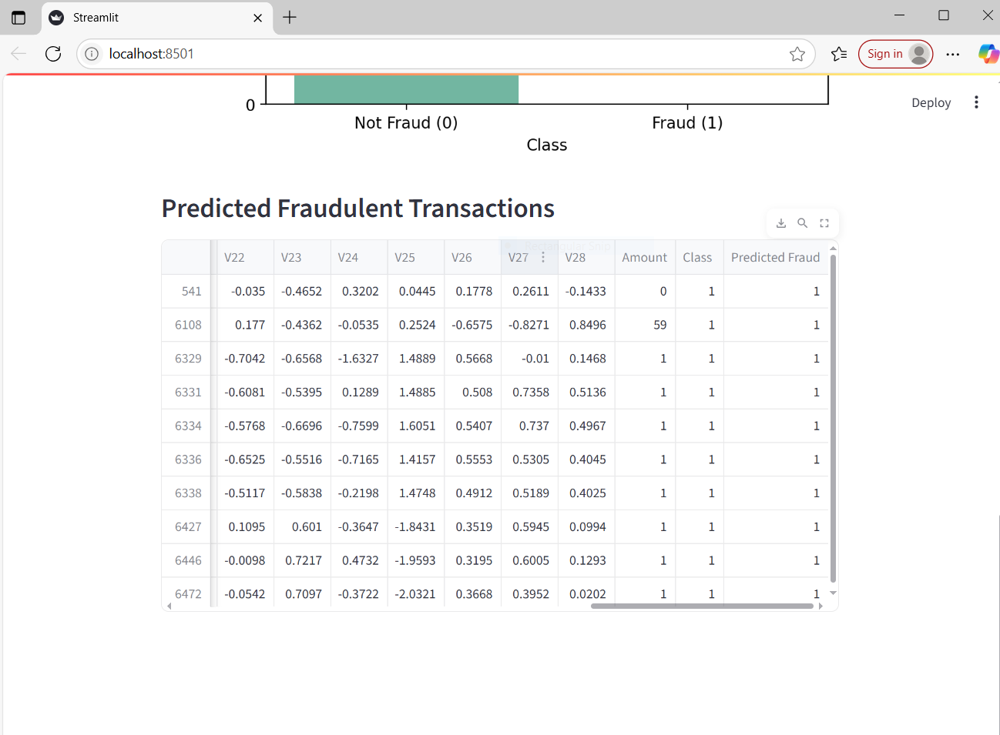 Streamlit
localhost:8501
Sign in
0
Not Fraud (0) Fraud (1)
Class
Deploy
Predicted Fraudulent Transactions
Rectangular Snip
V22 V23 V24 V25 V26 V27 V28 Amount Class Predicted Fraud
541 -0.035 -0.4652 0.3202 0.0445 0.1778 0.2611 -0.1433 0 1 1
6108 0.177 -0.4362 -0.0535 0.2524 -0.6575 -0.8271 0.8496 59 1 1
6329 -0.7042 -0.6568 -1.6327 1.4889 0.5668 -0.01 0.1468 1 1 1
6331 -0.6081 -0.5395 0.1289 1.4885 0.508 0.7358 0.5136 1 1 1
6334 -0.5768 -0.6696 -0.7599 1.6051 0.5407 0.737 0.4967 1 1 1
6336 -0.6525 -0.5516 -0.7165 1.4157 0.5553 0.5305 0.4045 1 1 1
6338 -0.5117 -0.5838 -0.2198 1.4748 0.4912 0.5189 0.4025 1 1 1
6427 0.1095 0.601 -0.3647 -1.8431 0.3519 0.5945 0.0994 1 1 1
6446 -0.0098 0.7217 0.4732 -1.9593 0.3195 0.6005 0.1293 1 1 1
6472 -0.0542 0.7097 -0.3722 -2.0321 0.3668 0.3952 0.0202 1 1 1